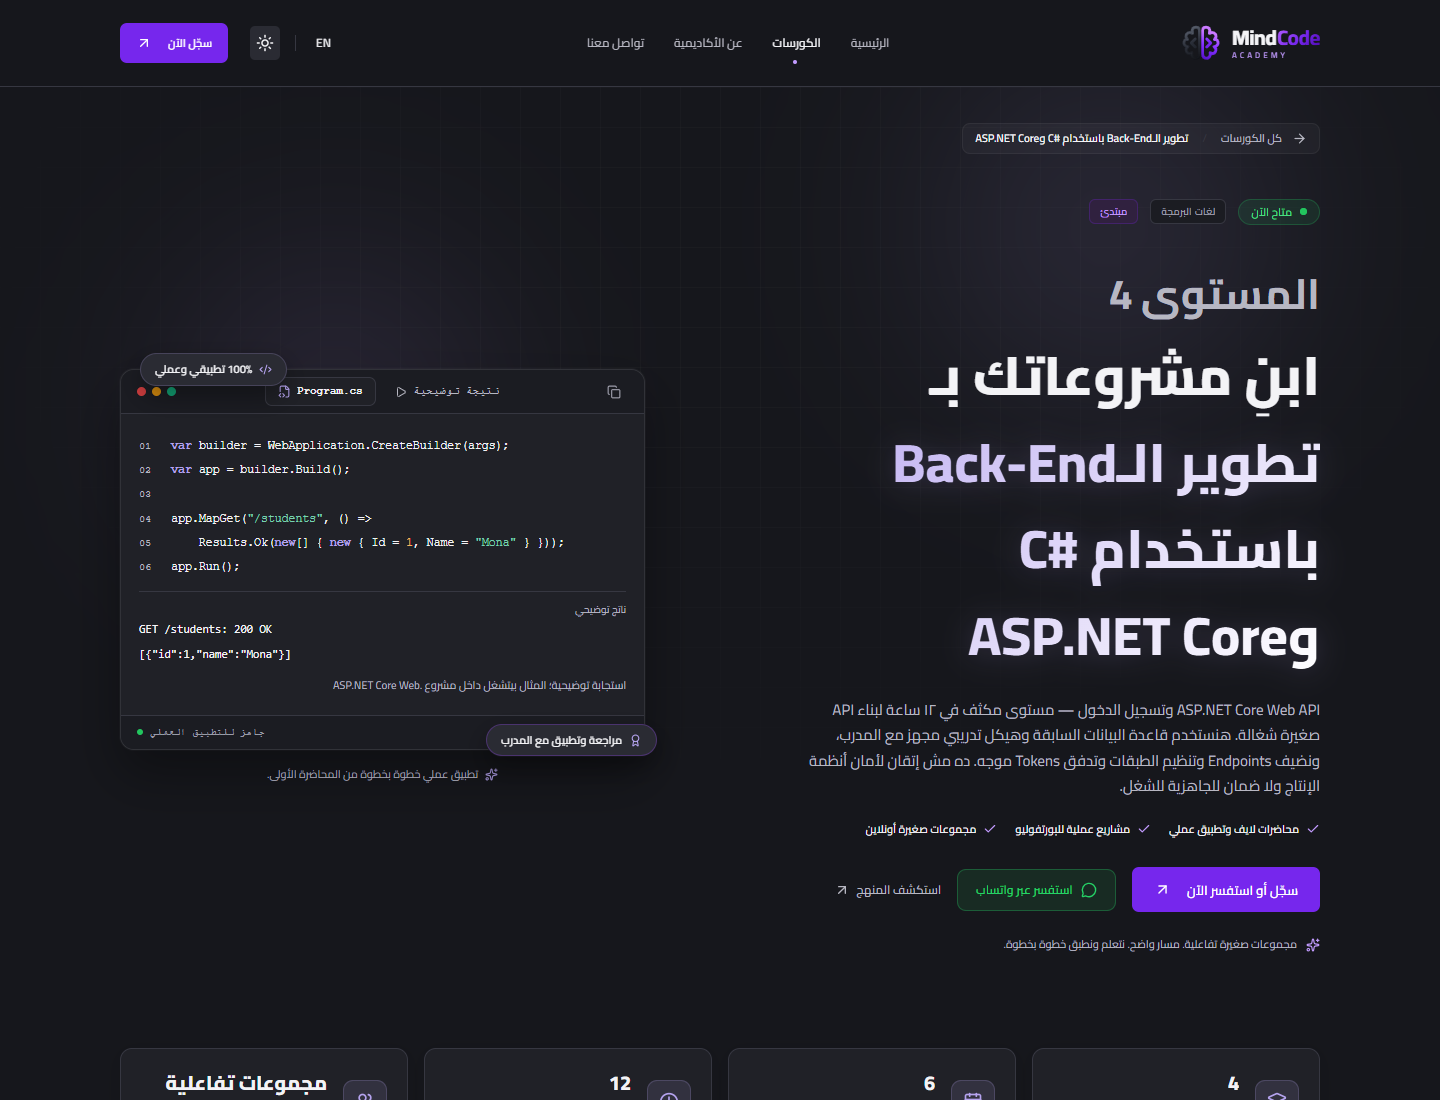 MindCode
ACADEMY
الرئيسية
الكورسات
عن الأكاديمية
تواصل معنا
EN
سجّل الآن
كل الكورسات / تطوير الـBack-End باستخدام C# وASP.NET Core
متاح الآن
لغات البرمجة
مبتدئ
المستوى 4
ابنِ مشروعاتك بـ
تطوير الـBack-End
باستخدام C#
وASP.NET Core
ASP.NET Core Web API وتسجيل الدخول — مستوى مكثف في ١٢ ساعة لبناء API
صغيرة شغالة. هنستخدم قاعدة البيانات السابقة وهيكل تدريبي مجهز مع المدرب،
ونضيف Endpoints وتنظيم الطبقات وتدفق Tokens موجه. ده مش إتقان لأمان أنظمة
الإنتاج ولا ضمان للجاهزية للشغل.
محاضرات لايف وتطبيق عملي
مشاريع عملية للبورتفوليو
مجموعات صغيرة أونلاين
سجّل أو استفسر الآن
استفسر عبر واتساب
استكشف المنهج
مجموعات صغيرة تفاعلية. مسار واضح. نتعلم ونطبق خطوة بخطوة.
100% تطبيقي وعملي
Program.cs
نتيجة توضيحية
01 var builder = WebApplication.CreateBuilder(args);
02 var app = builder.Build();
03
04 app.MapGet("/students", () =>
05 Results.Ok(new[] { new { Id = 1, Name = "Mona" } }));
06 app.Run();
ناتج توضيحي
GET /students: 200 OK
[{"id":1,"name":"Mona"}]
استجابة توضيحية؛ المثال بيتشغل داخل مشروع ASP.NET Core Web.
جاهز للتطبيق العملي
مراجعة وتطبيق مع المدرب
تطبيق عملي خطوة بخطوة من المحاضرة الأولى.
4
6
12
مجموعات تفاعلية